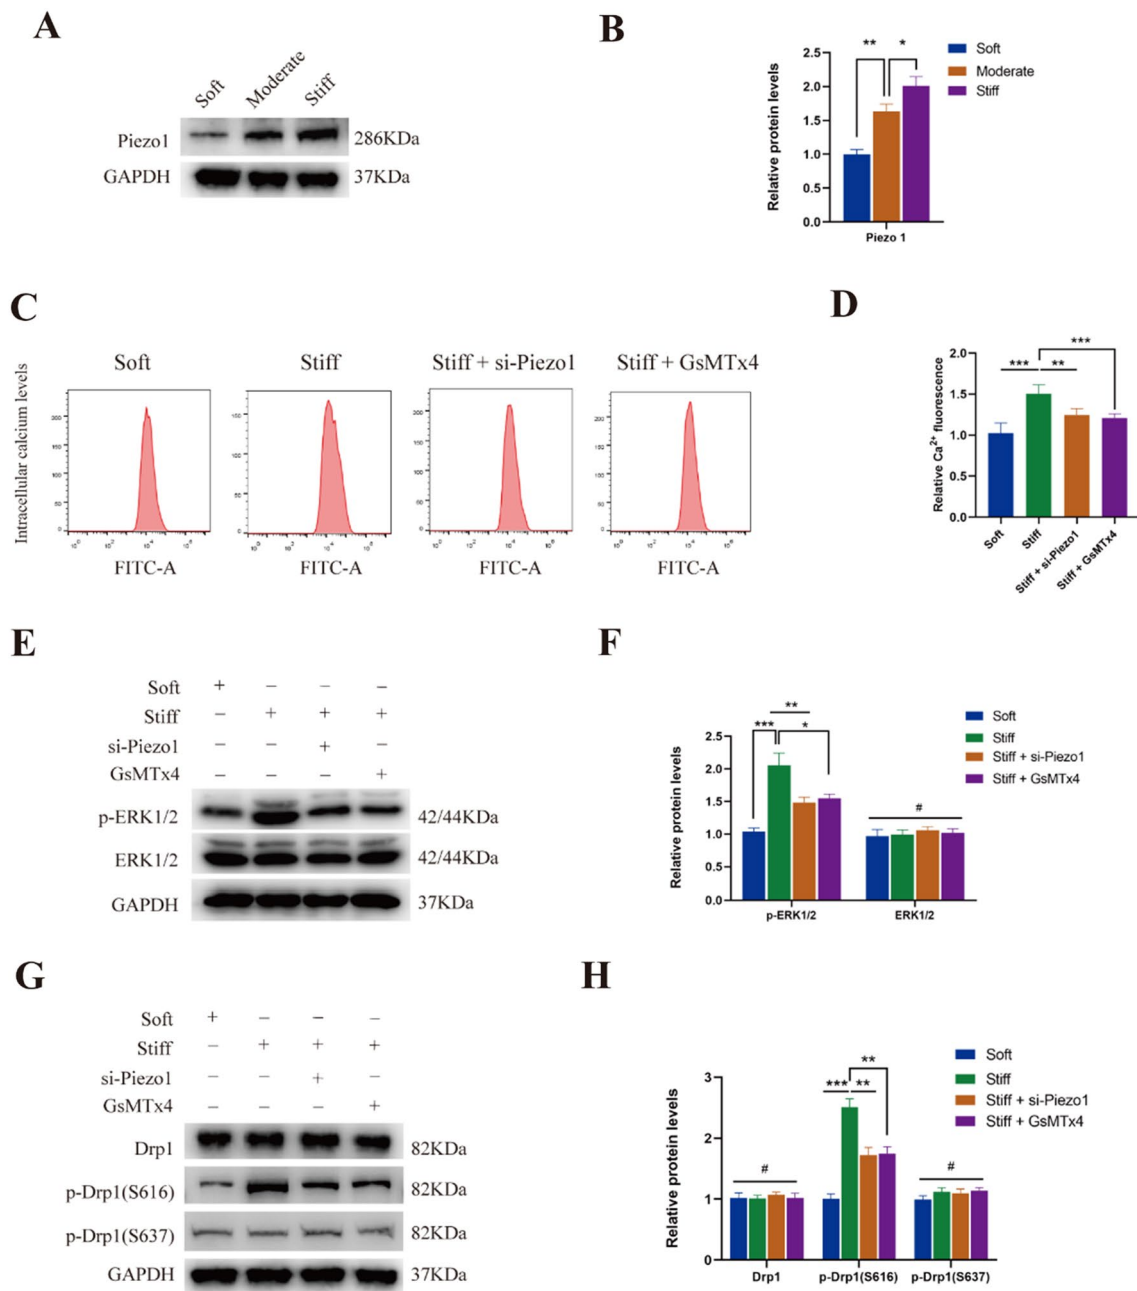 A
Soft
Moderate
Stiff
Piezo1
286KDa
GAPDH
37KDa
B
Relative protein levels
2.5
2.0
1.5
1.0
0.5
0.0
** *
Piezo 1
Soft
Moderate
Stiff
C
Intracellular calcium levels
Soft
Stiff
Stiff + si-Piezo1
Stiff + GsMTx4
FITC-A
FITC-A
FITC-A
FITC-A
D
Relative Ca²⁺ fluorescence
2.0
1.5
1.0
0.5
0.0
***
*** **
Soft
Stiff
Stiff + si-Piezo1
Stiff + GsMTx4
E
Soft + − − −
Stiff − + + +
si-Piezo1 − − + −
GsMTx4 − − − +
p-ERK1/2
42/44KDa
ERK1/2
42/44KDa
GAPDH
37KDa
F
Relative protein levels
2.5
2.0
1.5
1.0
0.5
0.0
**
*** *
#
p-ERK1/2
ERK1/2
Soft
Stiff
Stiff + si-Piezo1
Stiff + GsMTx4
G
Soft + − − −
Stiff − + + +
si-Piezo1 − − + −
GsMTx4 − − − +
Drp1
82KDa
p-Drp1(S616)
82KDa
p-Drp1(S637)
82KDa
GAPDH
37KDa
H
Relative protein levels
3
2
1
0
**
*** **
# #
Drp1
p-Drp1(S616)
p-Drp1(S637)
Soft
Stiff
Stiff + si-Piezo1
Stiff + GsMTx4